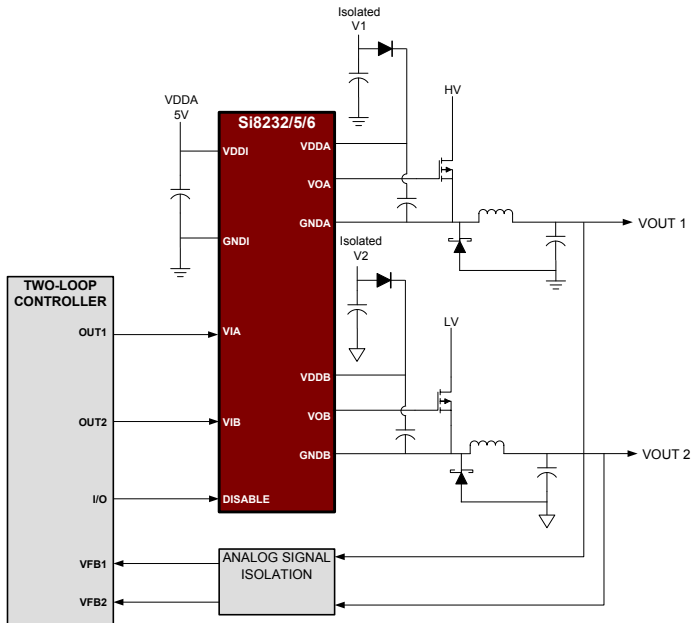 Isolated
V1
HV
VDDA
5V
Si8232/5/6
VDDI
VDDA
VOA
GNDA
VOUT 1
GNDI
Isolated
V2
TWO-LOOP
CONTROLLER
LV
OUT1
VIA
VDDB
OUT2
VIB
VOB
GNDB
VOUT 2
I/O
DISABLE
VFB1
ANALOG SIGNAL
ISOLATION
VFB2